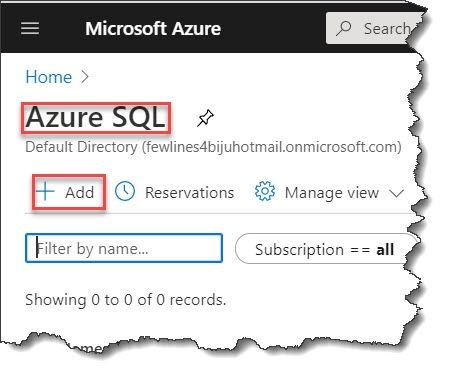 Microsoft Azure Search
Home >
Azure SQL
Default Directory (fewlines4bijuhotmail.onmicrosoft.com)
+ Add Reservations Manage view
Filter by name... Subscription == all
Showing 0 to 0 of 0 records.